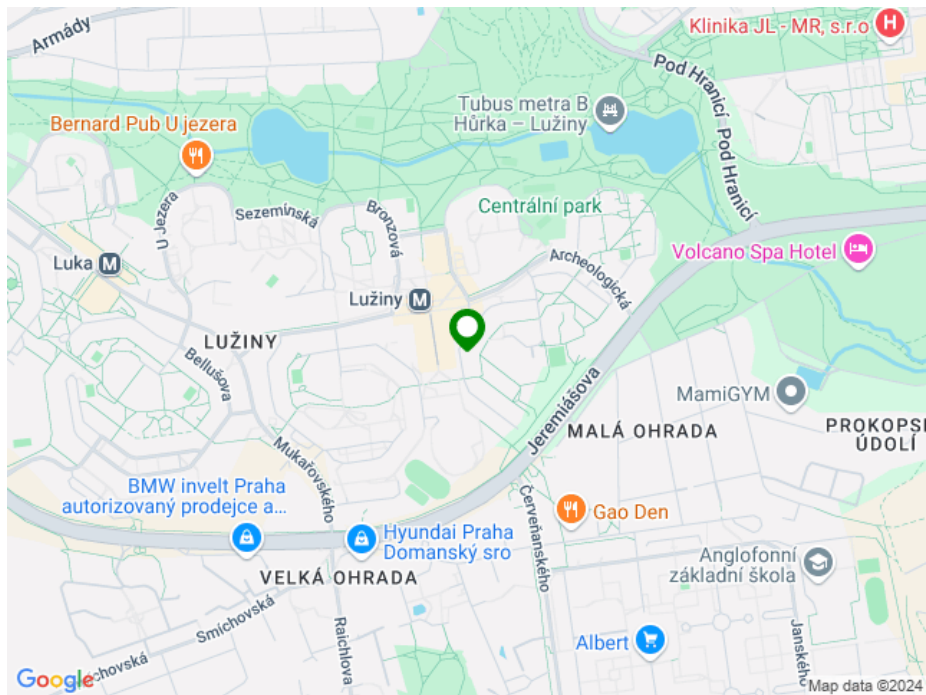 Armády
Klinika JL - MR, s.r.o
H
Pod Hranicí - Pod Hranicí
Tubus metra B
Hůrka – Lužiny
Bernard Pub U jezera
U Jezera
Sezemínská
Bronzová
Centrální park
Volcano Spa Hotel
Archeologická
Luka M
Lužiny M
LUŽINY
Bellušova
Jeremiášova
MamiGYM
MALÁ OHRADA
PROKOPSK
ÚDOLÍ
Mukařovského
BMW invelt Praha
autorizovaný prodejce a...
Hyundai Praha
Domanský sro
Červeňanského
Gao Den
VELKÁ OHRADA
Anglofonní
základní škola
Smíchovská
Raichlova
Janského
Albert
chovská
Google
Map data ©2024